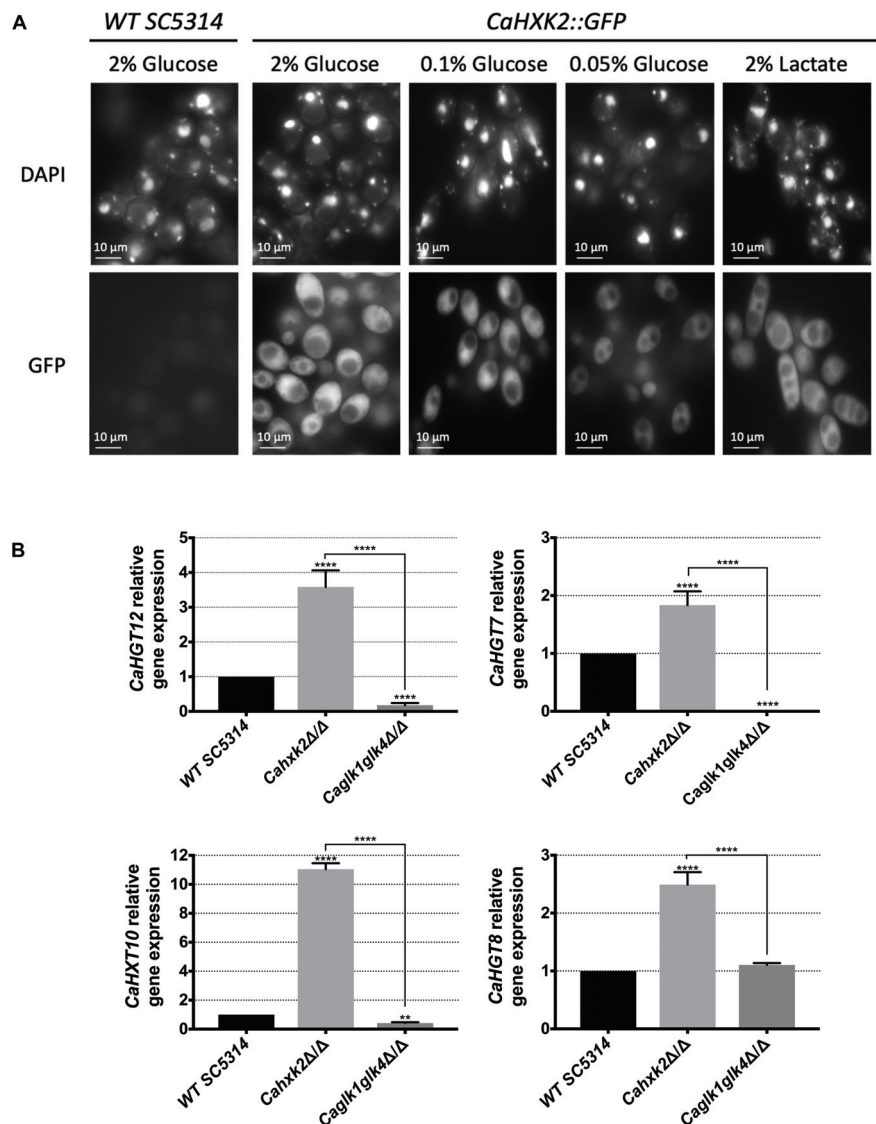 A
WT SC5314
CaHXK2::GFP
2% Glucose
2% Glucose
0.1% Glucose
0.05% Glucose
2% Lactate
DAPI
10 µm
10 µm
10 µm
10 µm
10 µm
GFP
10 µm
10 µm
10 µm
10 µm
10 µm
B
CaHGT12 relative
gene expression
5
4
3
2
1
0
****
****
****
WT SC5314
Cahxk2Δ/Δ
Caglk1glk4Δ/Δ
CaHGT7 relative
gene expression
3
2
1
0
****
****
****
WT SC5314
Cahxk2Δ/Δ
Caglk1glk4Δ/Δ
CaHXT10 relative
gene expression
12
10
8
6
4
2
0
****
****
**
WT SC5314
Cahxk2Δ/Δ
Caglk1glk4Δ/Δ
CaHGT8 relative
gene expression
3
2
1
0
****
****
WT SC5314
Cahxk2Δ/Δ
Caglk1glk4Δ/Δ